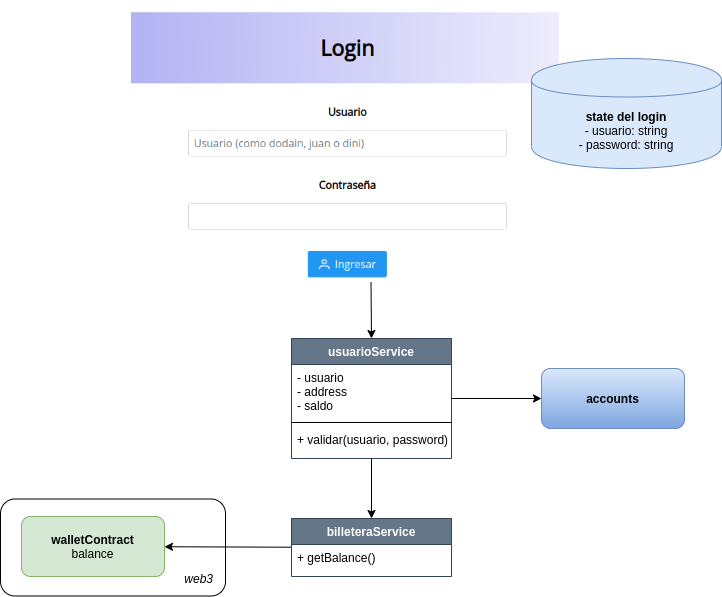 Login
state del login
- usuario: string
- password: string
Usuario
Usuario (como dodain, juan o dini)
Contraseña
Ingresar
usuarioService
- usuario
- address
- saldo
+ validar(usuario, password)
accounts
billeteraService
+ getBalance()
walletContract
balance
web3